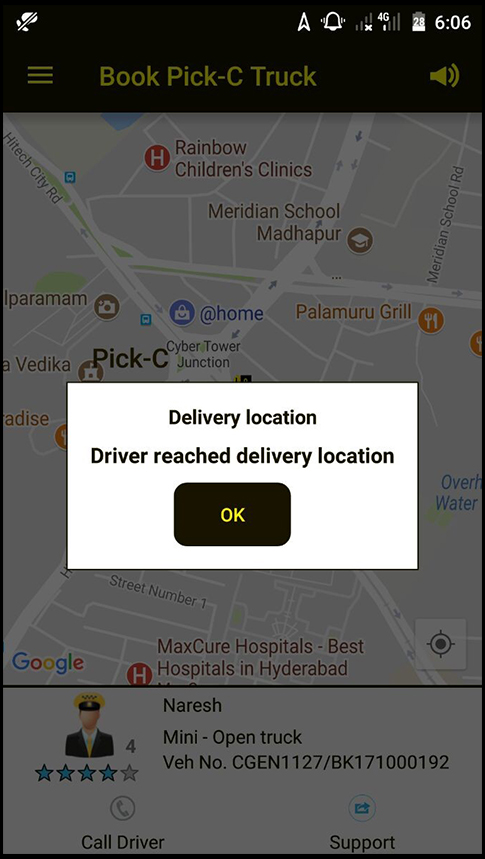 4G
28
6:06
Book Pick-C Truck
Hitech City Rd
H
Rainbow
Children's Clinics
Meridian School Rd
Meridian School
Madhapur
lparamam
@home
Palamuru Grill
a Vedika
Pick-C
Cyber Tower
Junction
radise
Delivery location
Driver reached delivery location
OK
Overh
Water
Street Number 1
Google
H
MaxCure Hospitals - Best
Hospitals in Hyderabad
Naresh
4
Mini - Open truck
Veh No. CGEN1127/BK171000192
Call Driver
Support